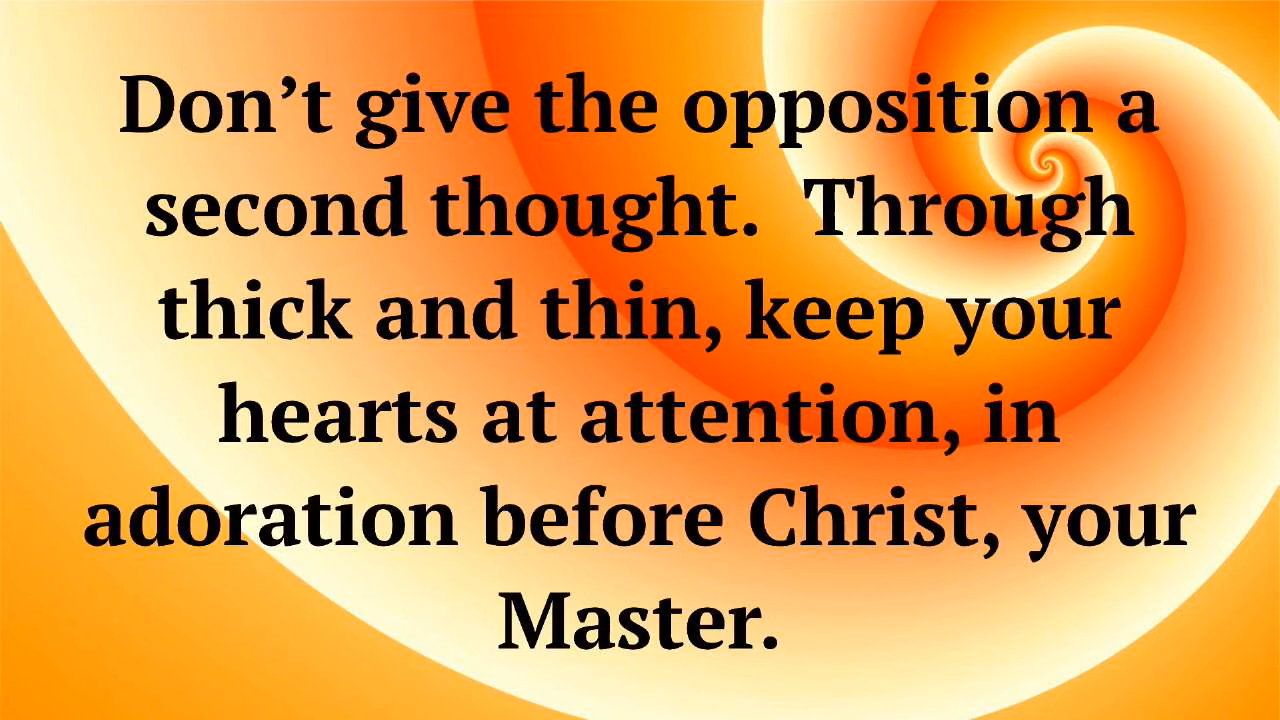 Don’t give the opposition a
second thought.  Through
thick and thin, keep your
hearts at attention, in
adoration before Christ, your
Master.